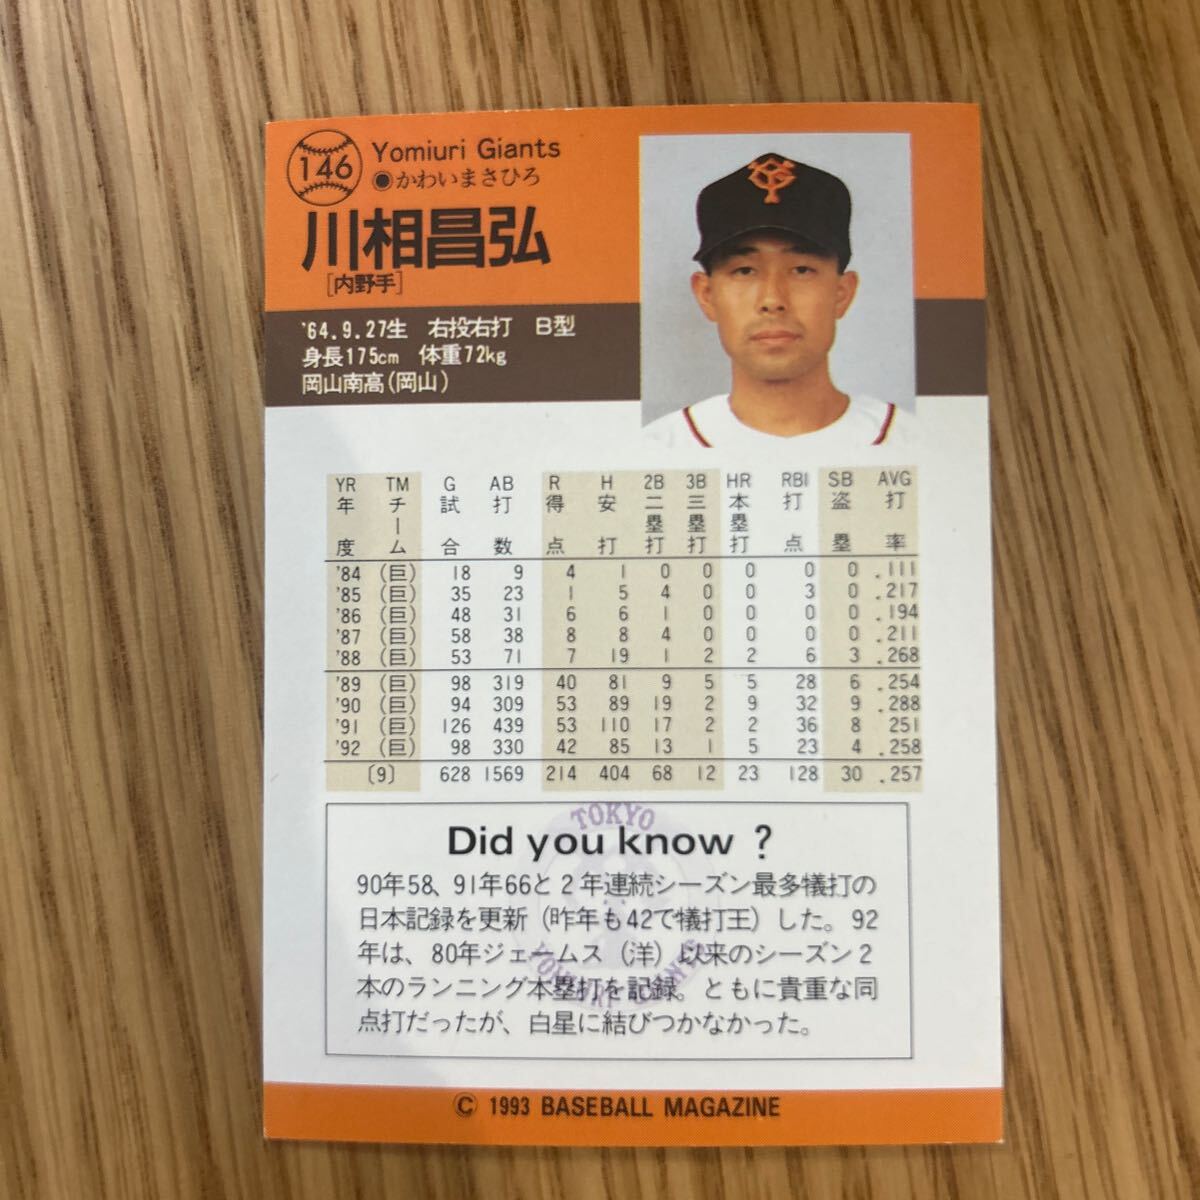 146
Yomiuri Giants
◉かわいまさひろ
川相昌弘
[内野手]
'64.9.27生 右投右打 B型
身長175cm 体重72kg
岡山南高(岡山)
YR TM G AB R H 2B 3B HR RBI SB AVG
年度 チーム 試合 打数 得点 安打 二塁打 三塁打 本塁打 打点 盗塁 打率
'84 (巨) 18 9 4 1 0 0 0 0 0 .111
'85 (巨) 35 23 1 5 4 0 0 3 0 .217
'86 (巨) 48 31 6 6 1 0 0 0 0 .194
'87 (巨) 58 38 8 8 4 0 0 0 0 .211
'88 (巨) 53 71 7 19 1 2 2 6 3 .268
'89 (巨) 98 319 40 81 9 5 5 28 6 .254
'90 (巨) 94 309 53 89 19 2 9 32 9 .288
'91 (巨) 126 439 53 110 17 2 2 36 8 .251
'92 (巨) 98 330 42 85 13 1 5 23 4 .258
〔9〕 628 1569 214 404 68 12 23 128 30 .257
TOKYO
YOMIURI GIANTS
Did you know ?
90年58、91年66と2年連続シーズン最多犠打の
日本記録を更新（昨年も42で犠打王）した。92
年は、80年ジェームス（洋）以来のシーズン2
本のランニング本塁打を記録。ともに貴重な同
点打だったが、白星に結びつかなかった。
© 1993 BASEBALL MAGAZINE